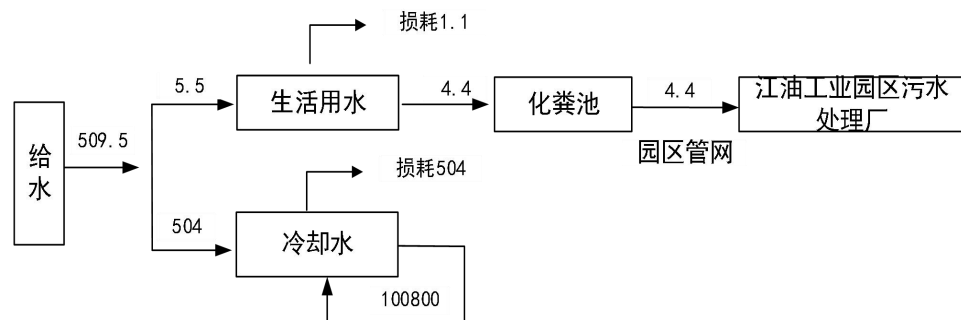 损耗1.1
5.5
生活用水
4.4
化粪池
4.4
江油工业园区污水
处理厂
园区管网
给
水
509.5
损耗504
504
冷却水
100800